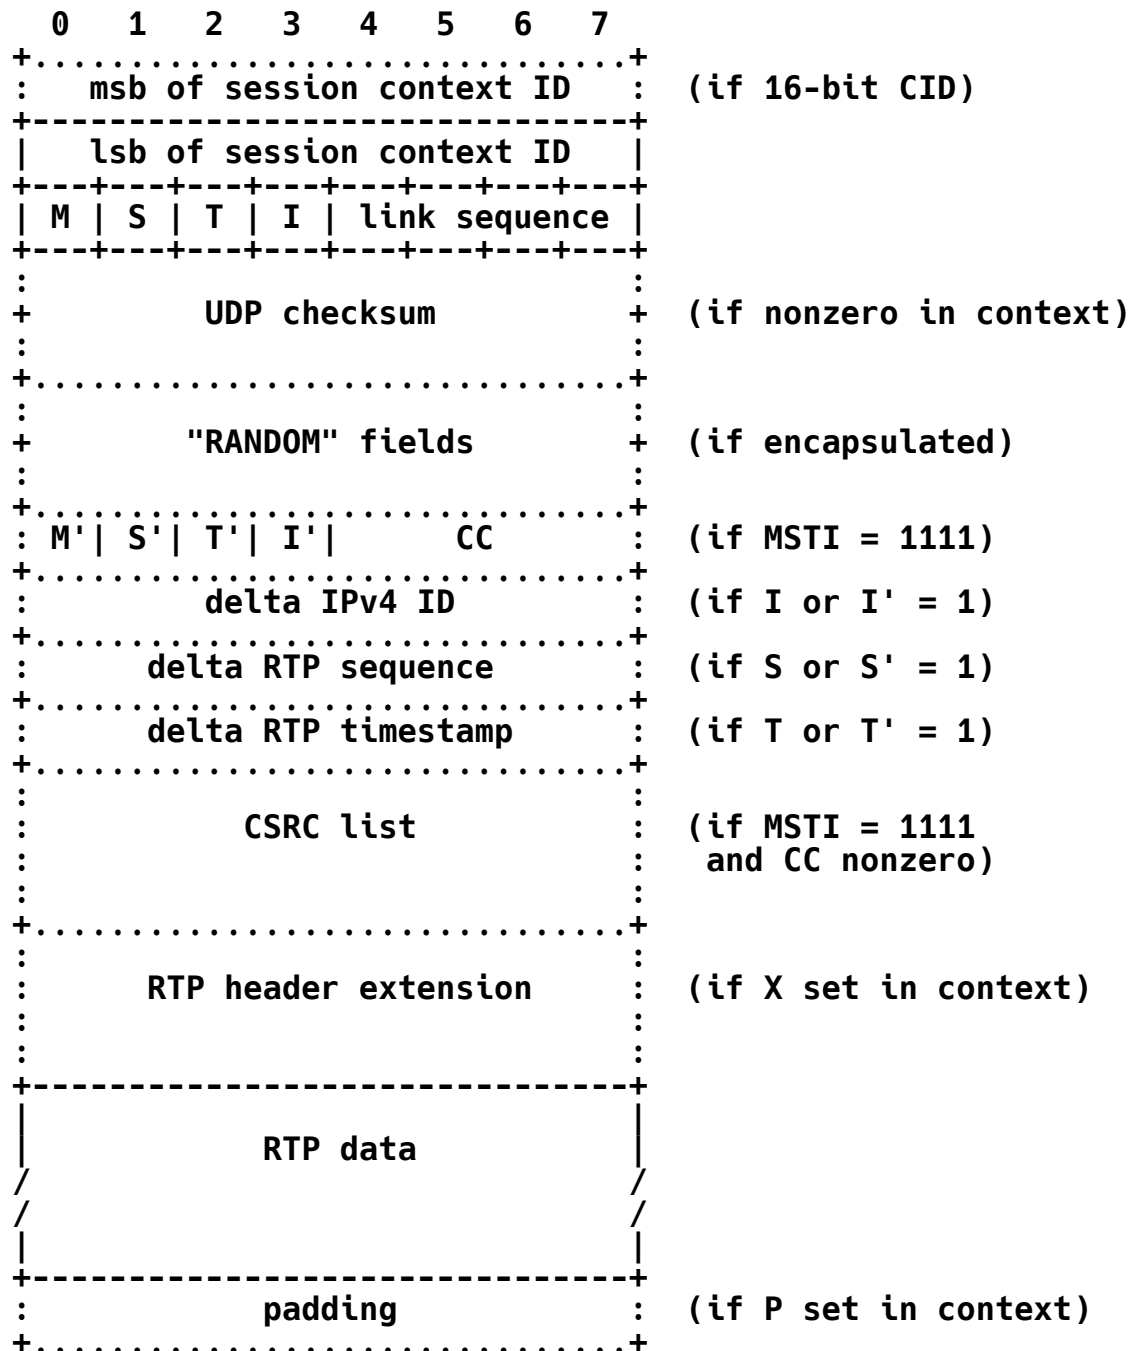 0   1   2   3   4   5   6   7
+...............................+
:   msb of session context ID   :  (if 16-bit CID)
+-------------------------------+
|   lsb of session context ID   |
+---+---+---+---+---+---+---+---+
| M | S | T | I | link sequence |
+---+---+---+---+---+---+---+---+
:                               :
+         UDP checksum          +  (if nonzero in context)
:                               :
+...............................+
:                               :
+        "RANDOM" fields        +  (if encapsulated)
:                               :
+...............................+
: M'| S'| T'| I'|      CC       :  (if MSTI = 1111)
+...............................+
:         delta IPv4 ID         :  (if I or I' = 1)
+...............................+
:      delta RTP sequence       :  (if S or S' = 1)
+...............................+
:      delta RTP timestamp      :  (if T or T' = 1)
+...............................+
:                               :
:           CSRC list           :  (if MSTI = 1111
:                               :   and CC nonzero)
:                               :
+...............................+
:                               :
:      RTP header extension     :  (if X set in context)
:                               :
:                               :
+-------------------------------+
|                               |
|            RTP data           |
/                               /
/                               /
|                               |
+-------------------------------+
:            padding            :  (if P set in context)
+...............................+